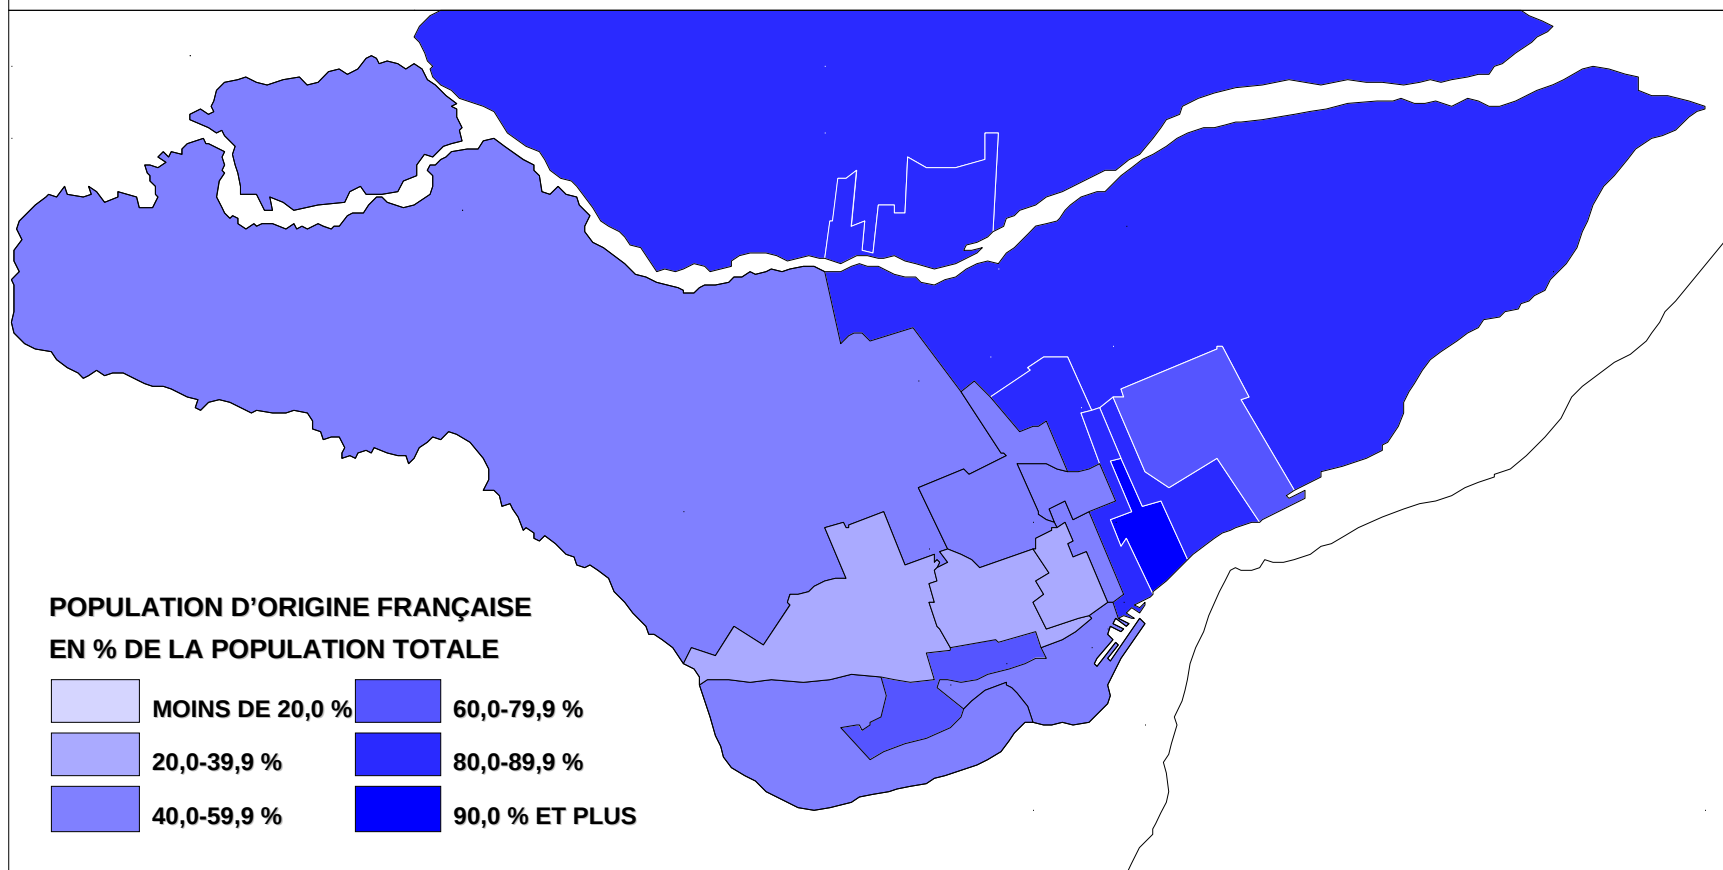 POPULATION D’ORIGINE FRANÇAISE
EN % DE LA POPULATION TOTALE
MOINS DE 20,0 %
60,0-79,9 %
20,0-39,9 %
80,0-89,9 %
40,0-59,9 %
90,0 % ET PLUS